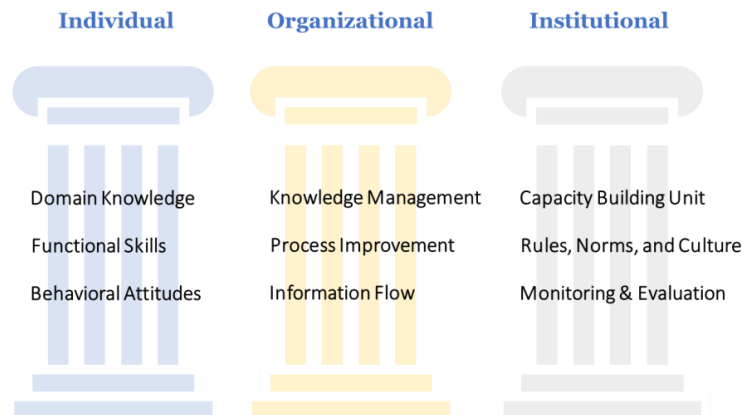 Individual
Organizational
Institutional
Domain Knowledge
Functional Skills
Behavioral Attitudes
Knowledge Management
Process Improvement
Information Flow
Capacity Building Unit
Rules, Norms, and Culture
Monitoring & Evaluation